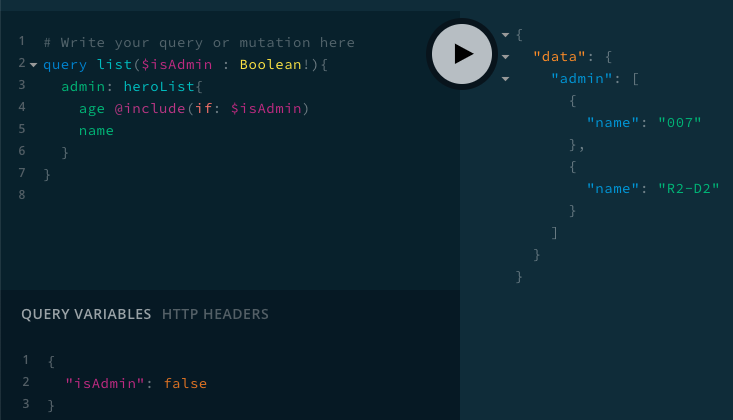 1 # Write your query or mutation here
2 query list($isAdmin : Boolean!){
3 admin: heroList{
4 age @include(if: $isAdmin)
5 name
6 }
7 }
8
QUERY VARIABLES HTTP HEADERS
1 {
2 "isAdmin": false
3 }
{
"data": {
"admin": [
{
"name": "007"
},
{
"name": "R2-D2"
}
]
}
}